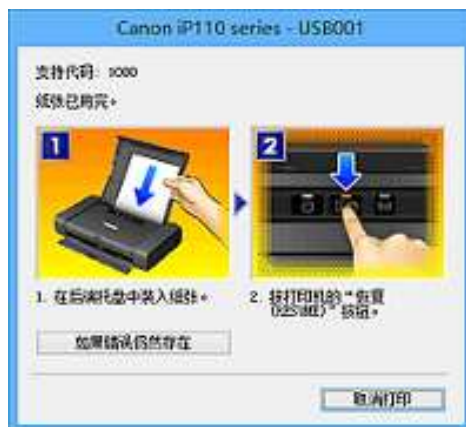 Canon iP110 series - USB001
支持代码: 1000
纸张已用完。
1
2
1. 在后端托盘中装入纸张。
2. 按打印机的“恢复
(RESUME)”按钮。
如果错误仍然存在
取消打印